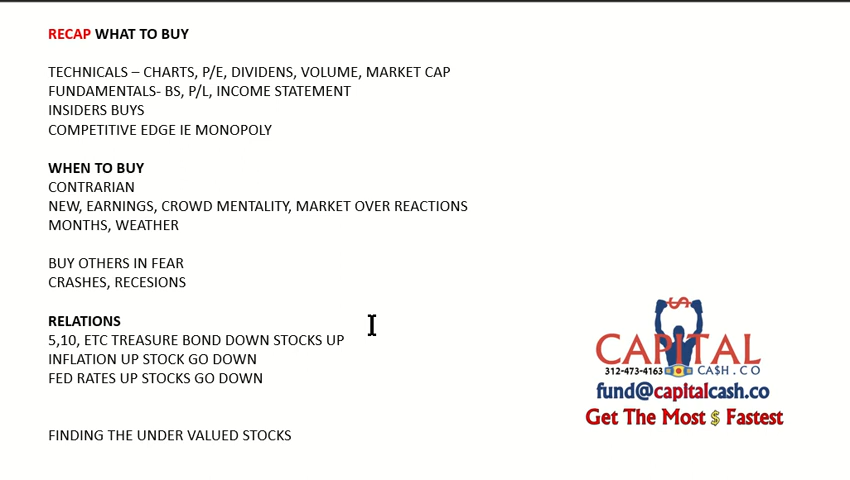 RECAP WHAT TO BUY
TECHNICALS – CHARTS, P/E, DIVIDENS, VOLUME, MARKET CAP
FUNDAMENTALS- BS, P/L, INCOME STATEMENT
INSIDERS BUYS
COMPETITIVE EDGE IE MONOPOLY
WHEN TO BUY
CONTRARIAN
NEW, EARNINGS, CROWD MENTALITY, MARKET OVER REACTIONS
MONTHS, WEATHER
BUY OTHERS IN FEAR
CRASHES, RECESIONS
RELATIONS
5,10, ETC TREASURE BOND DOWN STOCKS UP
INFLATION UP STOCK GO DOWN
FED RATES UP STOCKS GO DOWN
FINDING THE UNDER VALUED STOCKS
$
CAPITAL
312-473-4163 CA$H.CO
fund@capitalcash.co
Get The Most $ Fastest